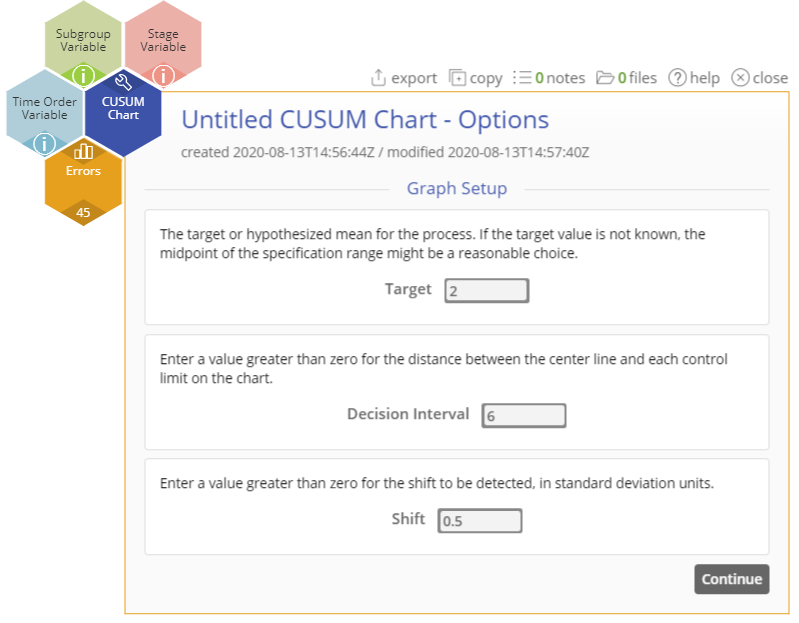 Subgroup
Variable
Stage
Variable
Time Order
Variable
CUSUM
Chart
Errors
45
export copy 0 notes 0 files help close
Untitled CUSUM Chart - Options
created 2020-08-13T14:56:44Z / modified 2020-08-13T14:57:40Z
Graph Setup
The target or hypothesized mean for the process. If the target value is not known, the
midpoint of the specification range might be a reasonable choice.
Target 2
Enter a value greater than zero for the distance between the center line and each control
limit on the chart.
Decision Interval 6
Enter a value greater than zero for the shift to be detected, in standard deviation units.
Shift 0.5
Continue